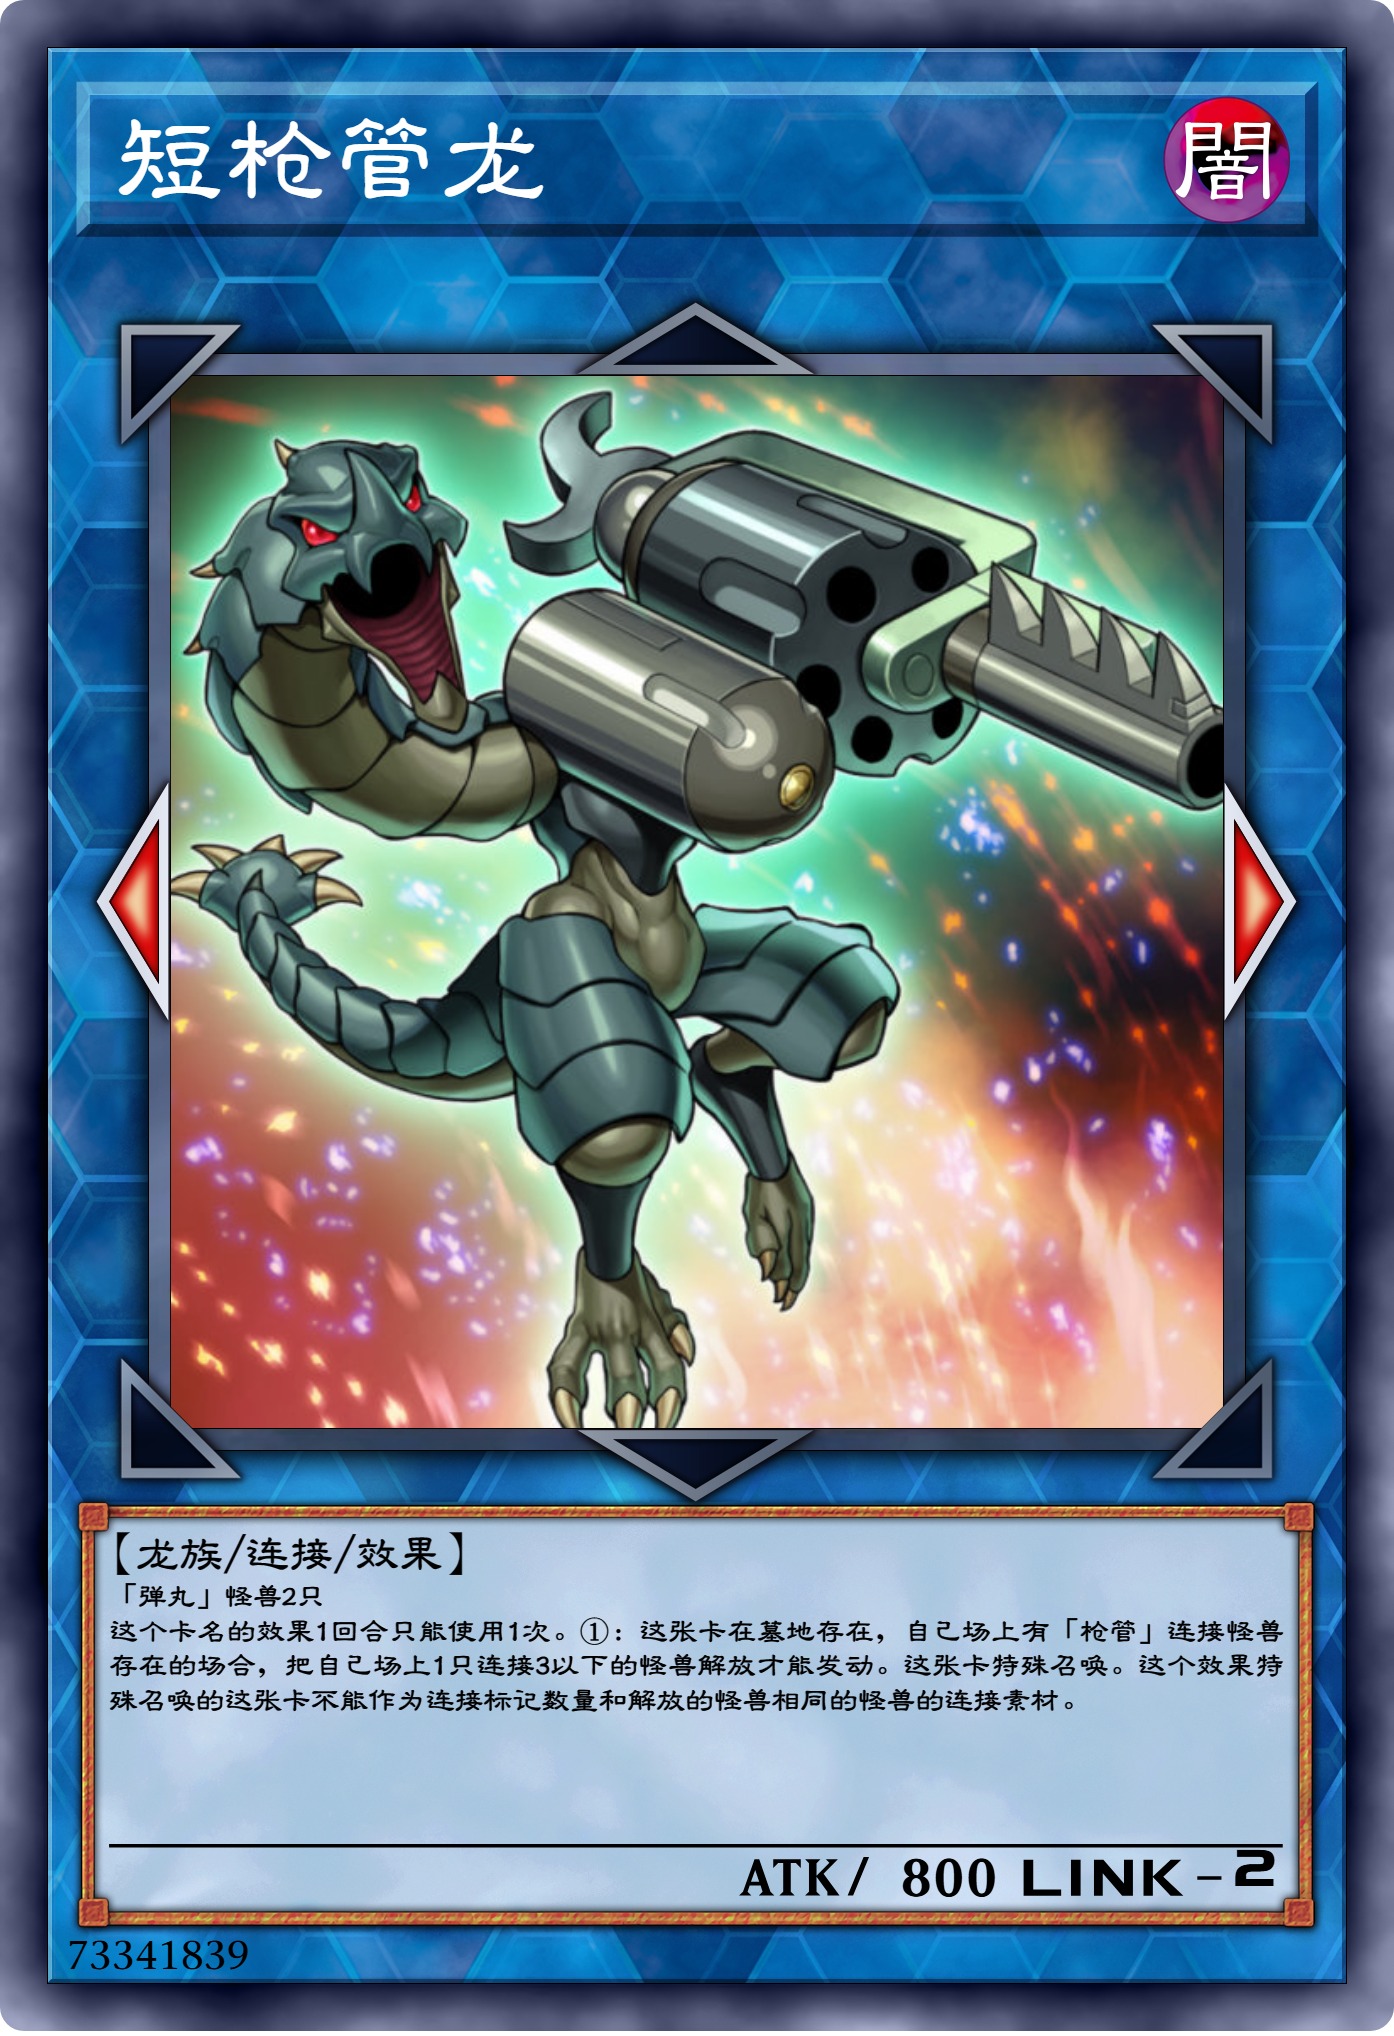 短枪管龙
闇
【龙族/连接/效果】
「弹丸」怪兽2只
这个卡名的效果1回合只能使用1次。①：这张卡在墓地存在，自己场上有「枪管」连接怪兽
存在的场合，把自己场上1只连接3以下的怪兽解放才能发动。这张卡特殊召唤。这个效果特
殊召唤的这张卡不能作为连接标记数量和解放的怪兽相同的怪兽的连接素材。
ATK/ 800 LINK-2
73341839